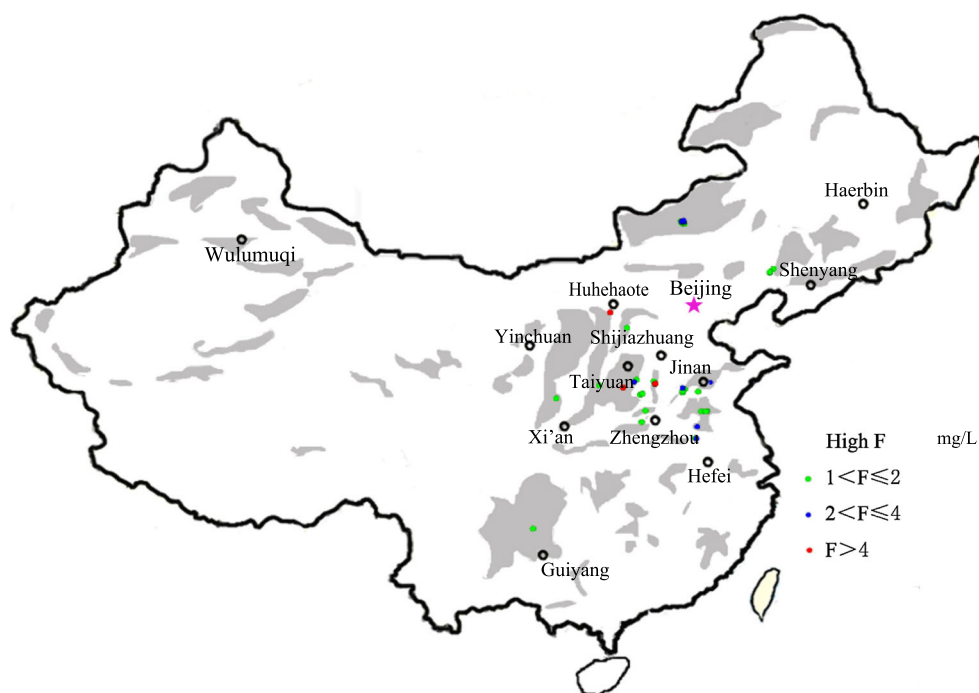 Haerbin
Wulumuqi
Shenyang
Beijing
Huhehaote
Yinchuan
Shijiazhuang
Jinan
Taiyuan
Xi'an
Zhengzhou
Hefei
Guiyang
High F mg/L
1<F≤2
2<F≤4
F>4